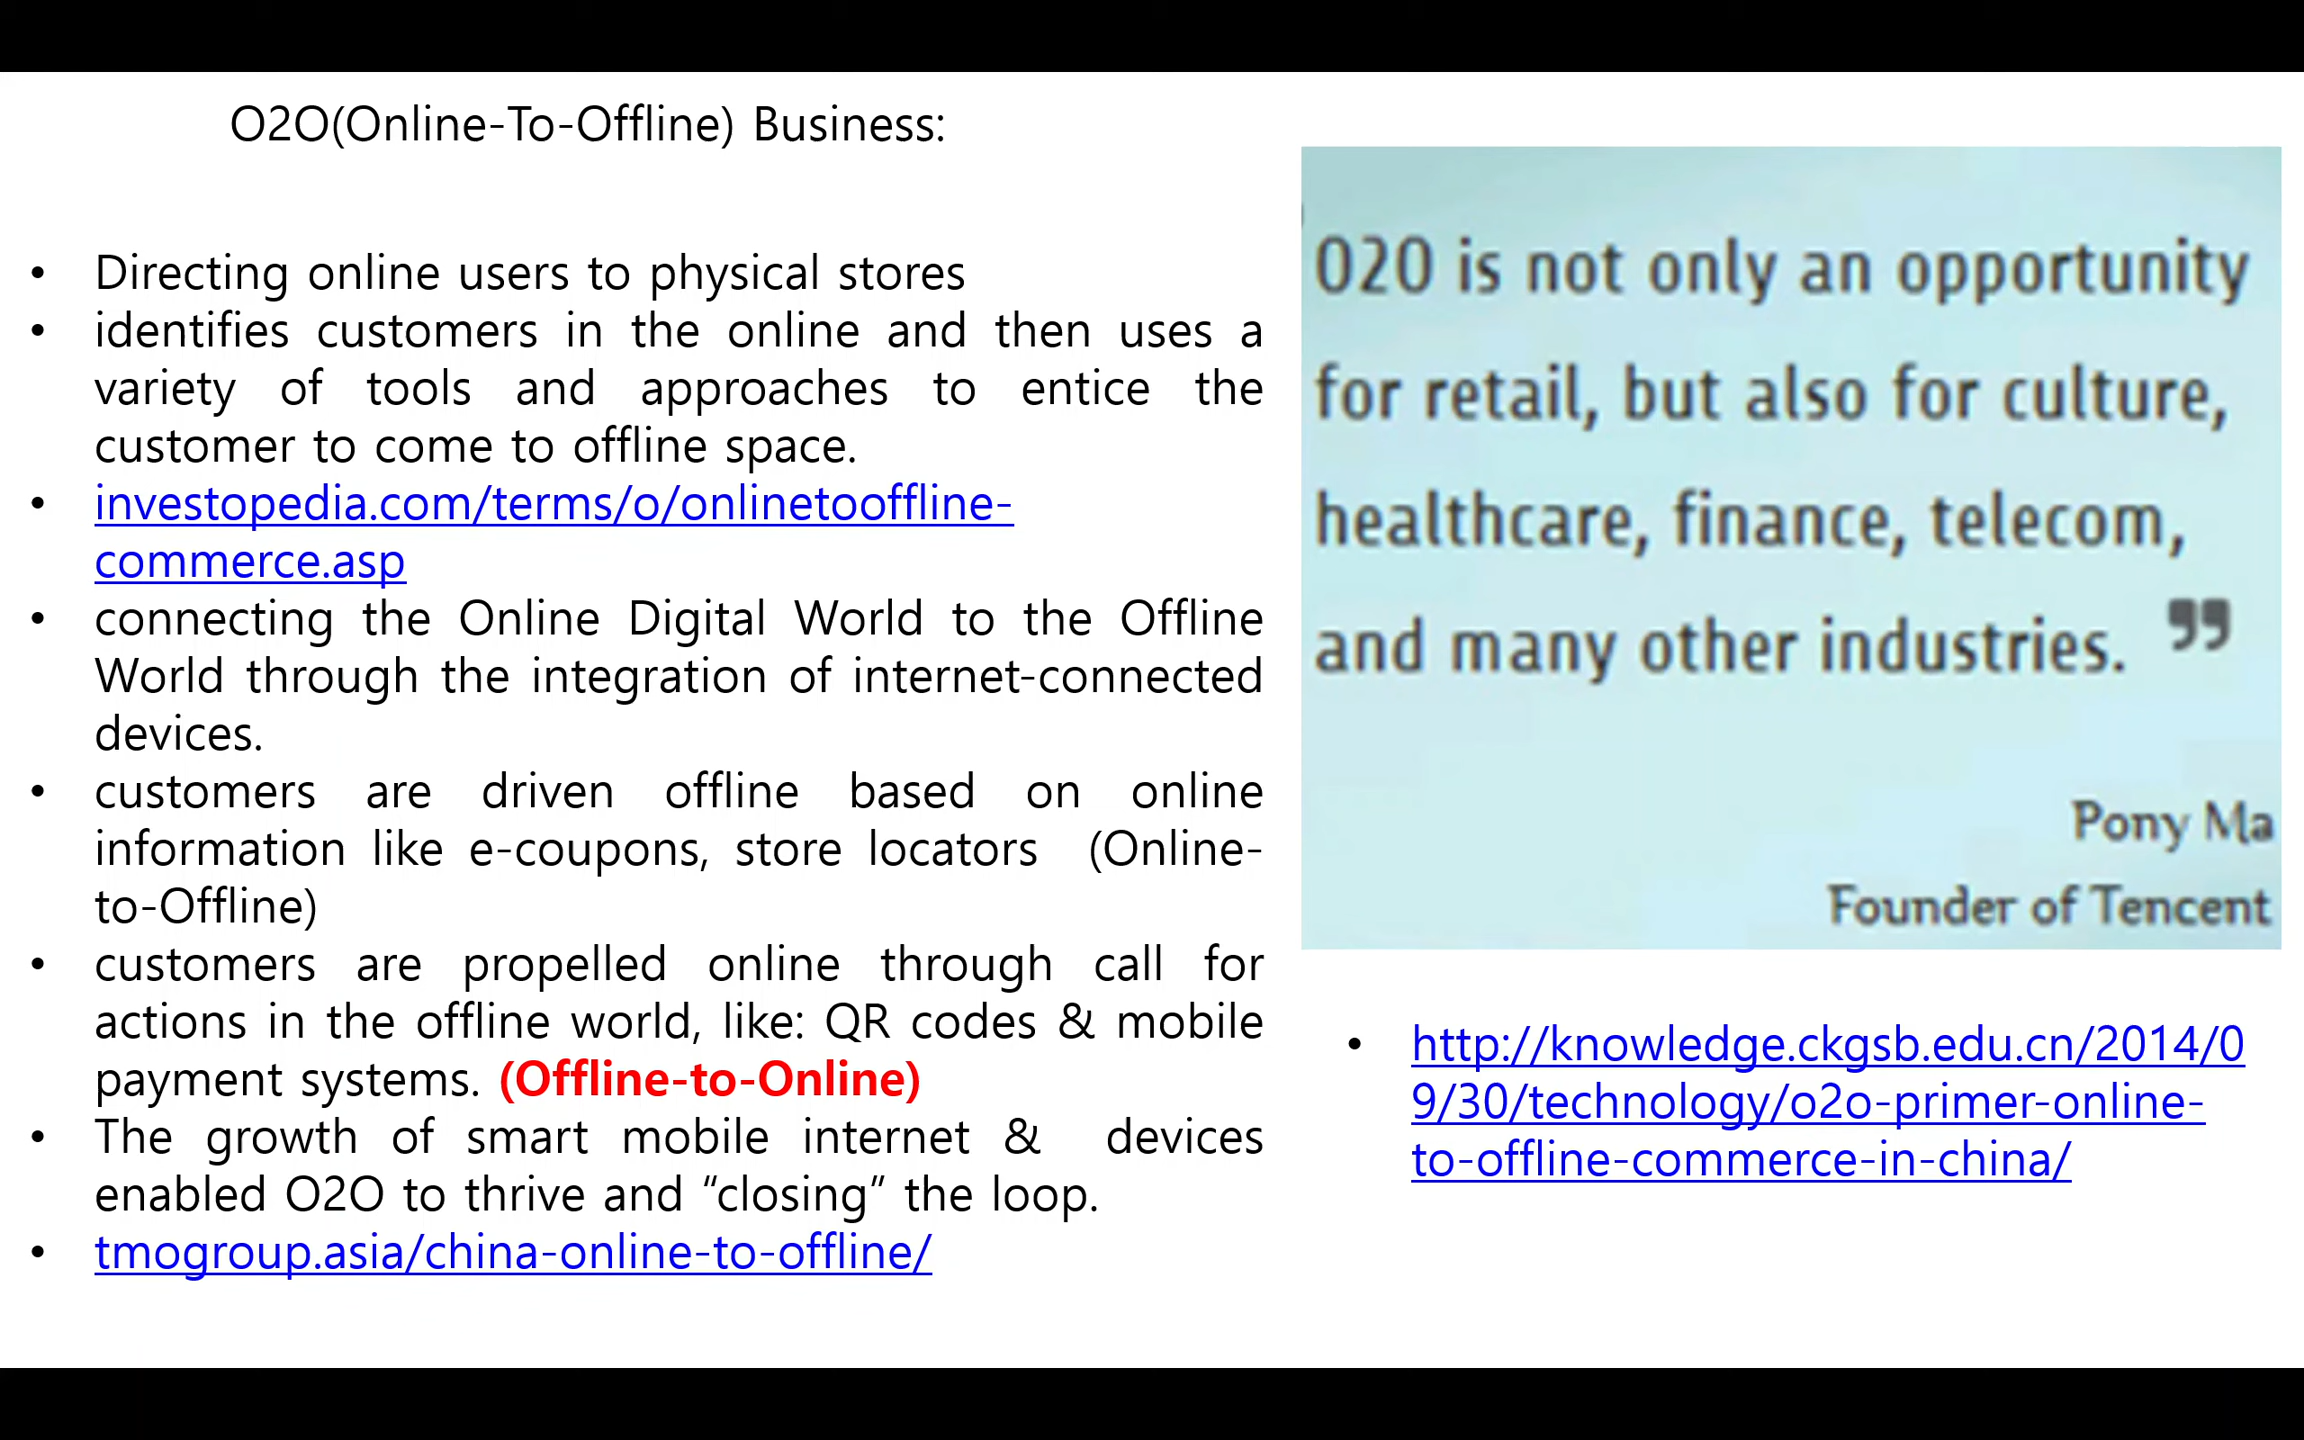 O2O(Online-To-Offline) Business:
• Directing online users to physical stores
• identifies customers in the online and then uses a
variety of tools and approaches to entice the
customer to come to offline space.
• investopedia.com/terms/o/onlinetooffline-
commerce.asp
• connecting the Online Digital World to the Offline
World through the integration of internet-connected
devices.
• customers are driven offline based on online
information like e-coupons, store locators (Online-
to-Offline)
• customers are propelled online through call for
actions in the offline world, like: QR codes & mobile
payment systems. (Offline-to-Online)
• The growth of smart mobile internet & devices
enabled O2O to thrive and “closing” the loop.
• tmogroup.asia/china-online-to-offline/
O2O is not only an opportunity
for retail, but also for culture,
healthcare, finance, telecom,
and many other industries. ”
Pony Ma
Founder of Tencent
• http://knowledge.ckgsb.edu.cn/2014/0
9/30/technology/o2o-primer-online-
to-offline-commerce-in-china/